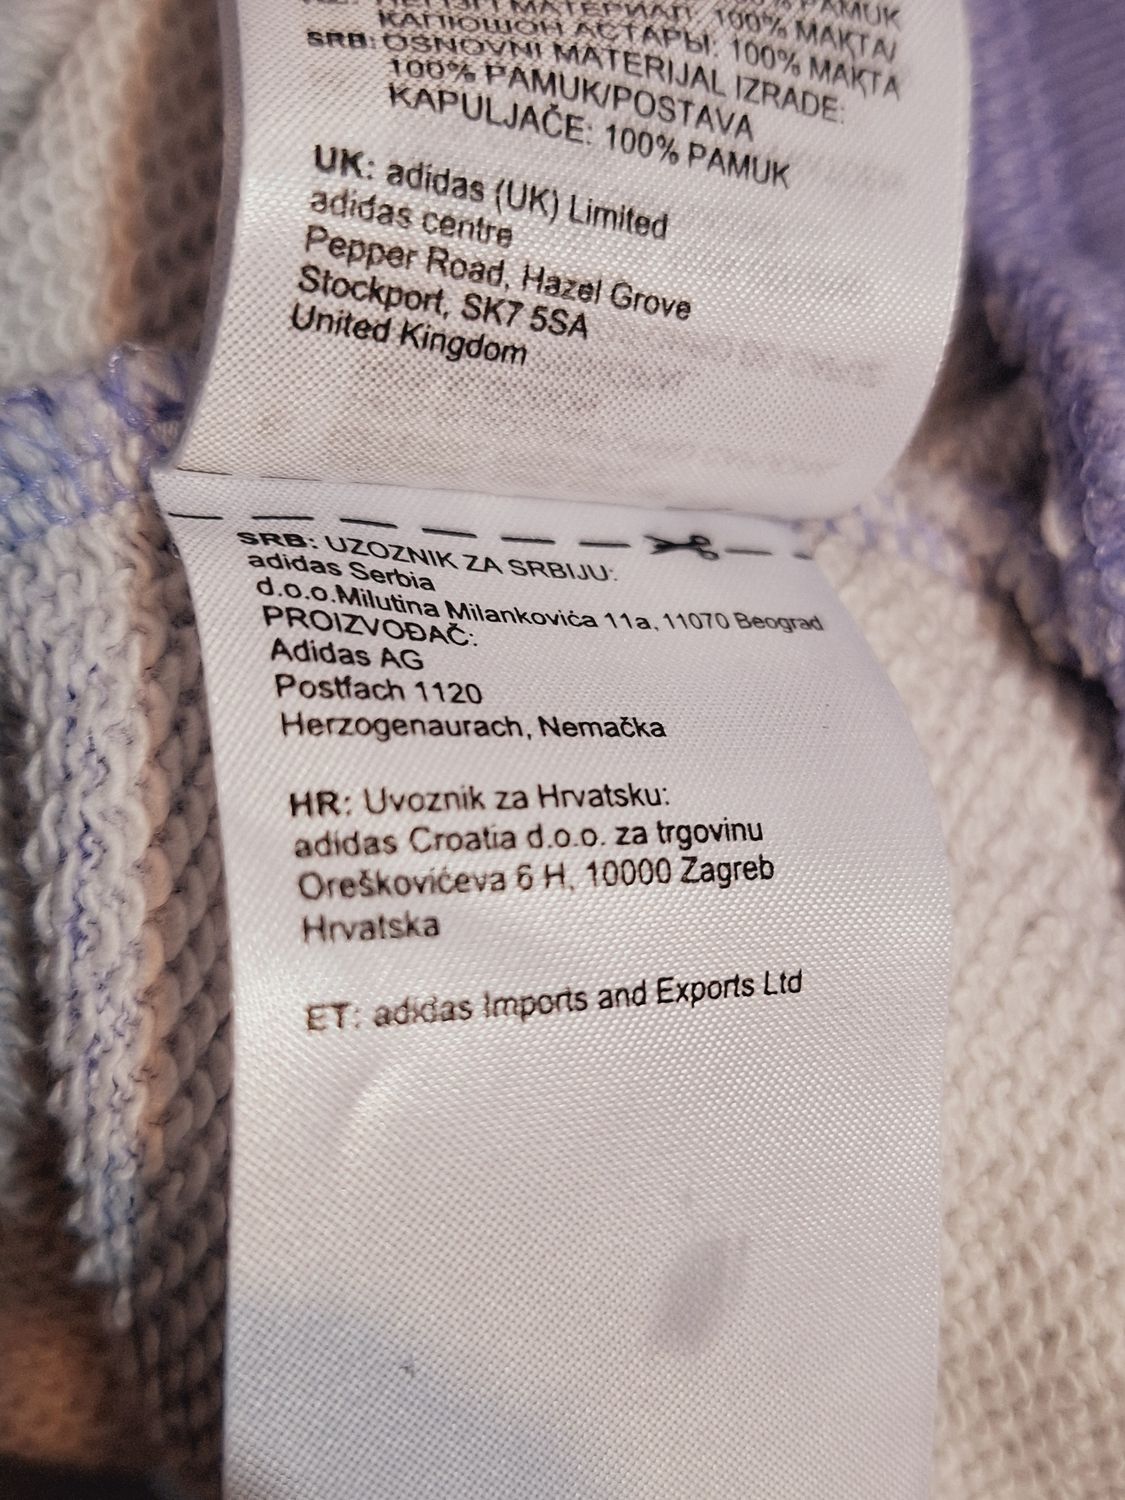 PAMUK
100% МАКТА/
КАПЮШОН АСТАРЫ: 100% МАКТА
SRB: OSNOVNI MATERIJAL IZRADE:
100% PAMUK/POSTAVA
KAPULJAČE: 100% PAMUK
UK: adidas (UK) Limited
adidas centre
Pepper Road, Hazel Grove
Stockport, SK7 5SA
United Kingdom
SRB: UZOZNIK ZA SRBIJU:
adidas Serbia
d.o.o.Milutina Milankovića 11a, 11070 Beograd
PROIZVOĐAČ:
Adidas AG
Postfach 1120
Herzogenaurach, Nemačka
HR: Uvoznik za Hrvatsku:
adidas Croatia d.o.o. za trgovinu
Oreškovićeva 6 H, 10000 Zagreb
Hrvatska
ET: adidas Imports and Exports Ltd